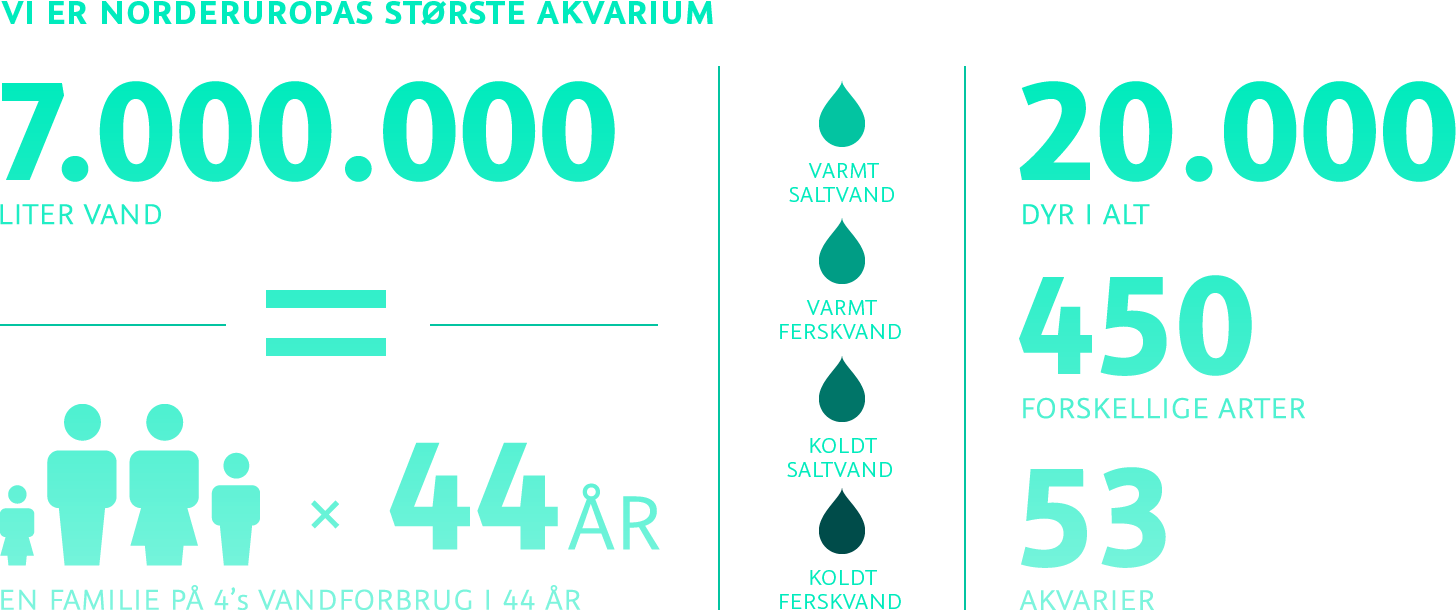 VI ER NORDEUROPAS STØRSTE AKVARIUM
7.000.000
LITER VAND
=
× 44 ÅR
EN FAMILIE PÅ 4's VANDFORBRUG I 44 ÅR
VARMT
SALTVAND
VARMT
FERSKVAND
KOLDT
SALTVAND
KOLDT
FERSKVAND
20.000
DYR I ALT
450
FORSKELLIGE ARTER
53
AKVARIER